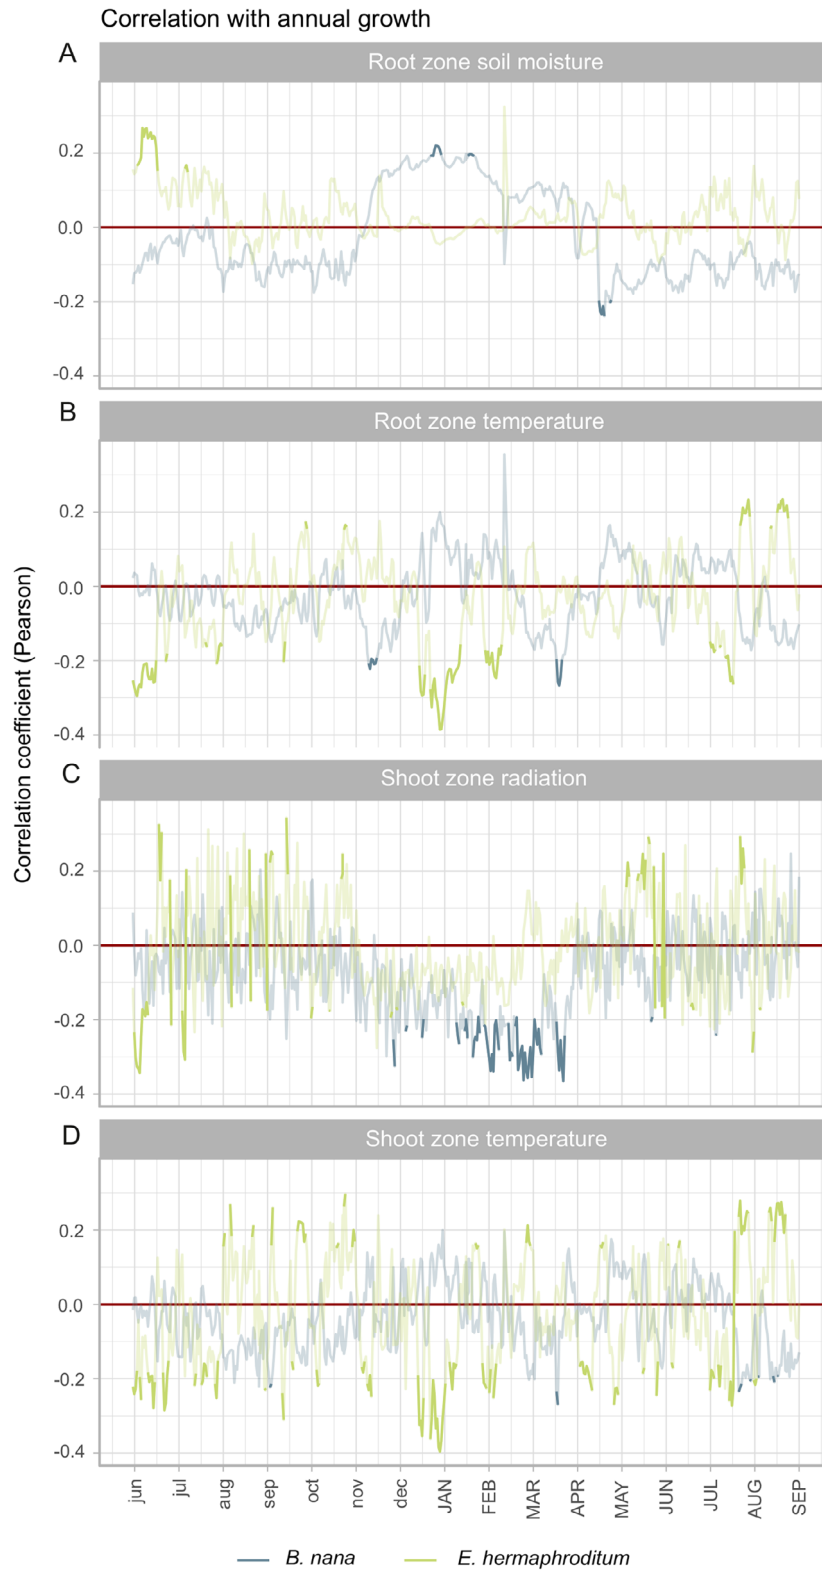 Correlation with annual growth
A
Root zone soil moisture
0.2
0.0
-0.2
-0.4
B
Root zone temperature
0.2
0.0
-0.2
-0.4
Correlation coefficient (Pearson)
C
Shoot zone radiation
0.2
0.0
-0.2
-0.4
D
Shoot zone temperature
0.2
0.0
-0.2
-0.4
jun jul aug sep oct nov dec JAN FEB MAR APR MAY JUN JUL AUG SEP
B. nana E. hermaphroditum